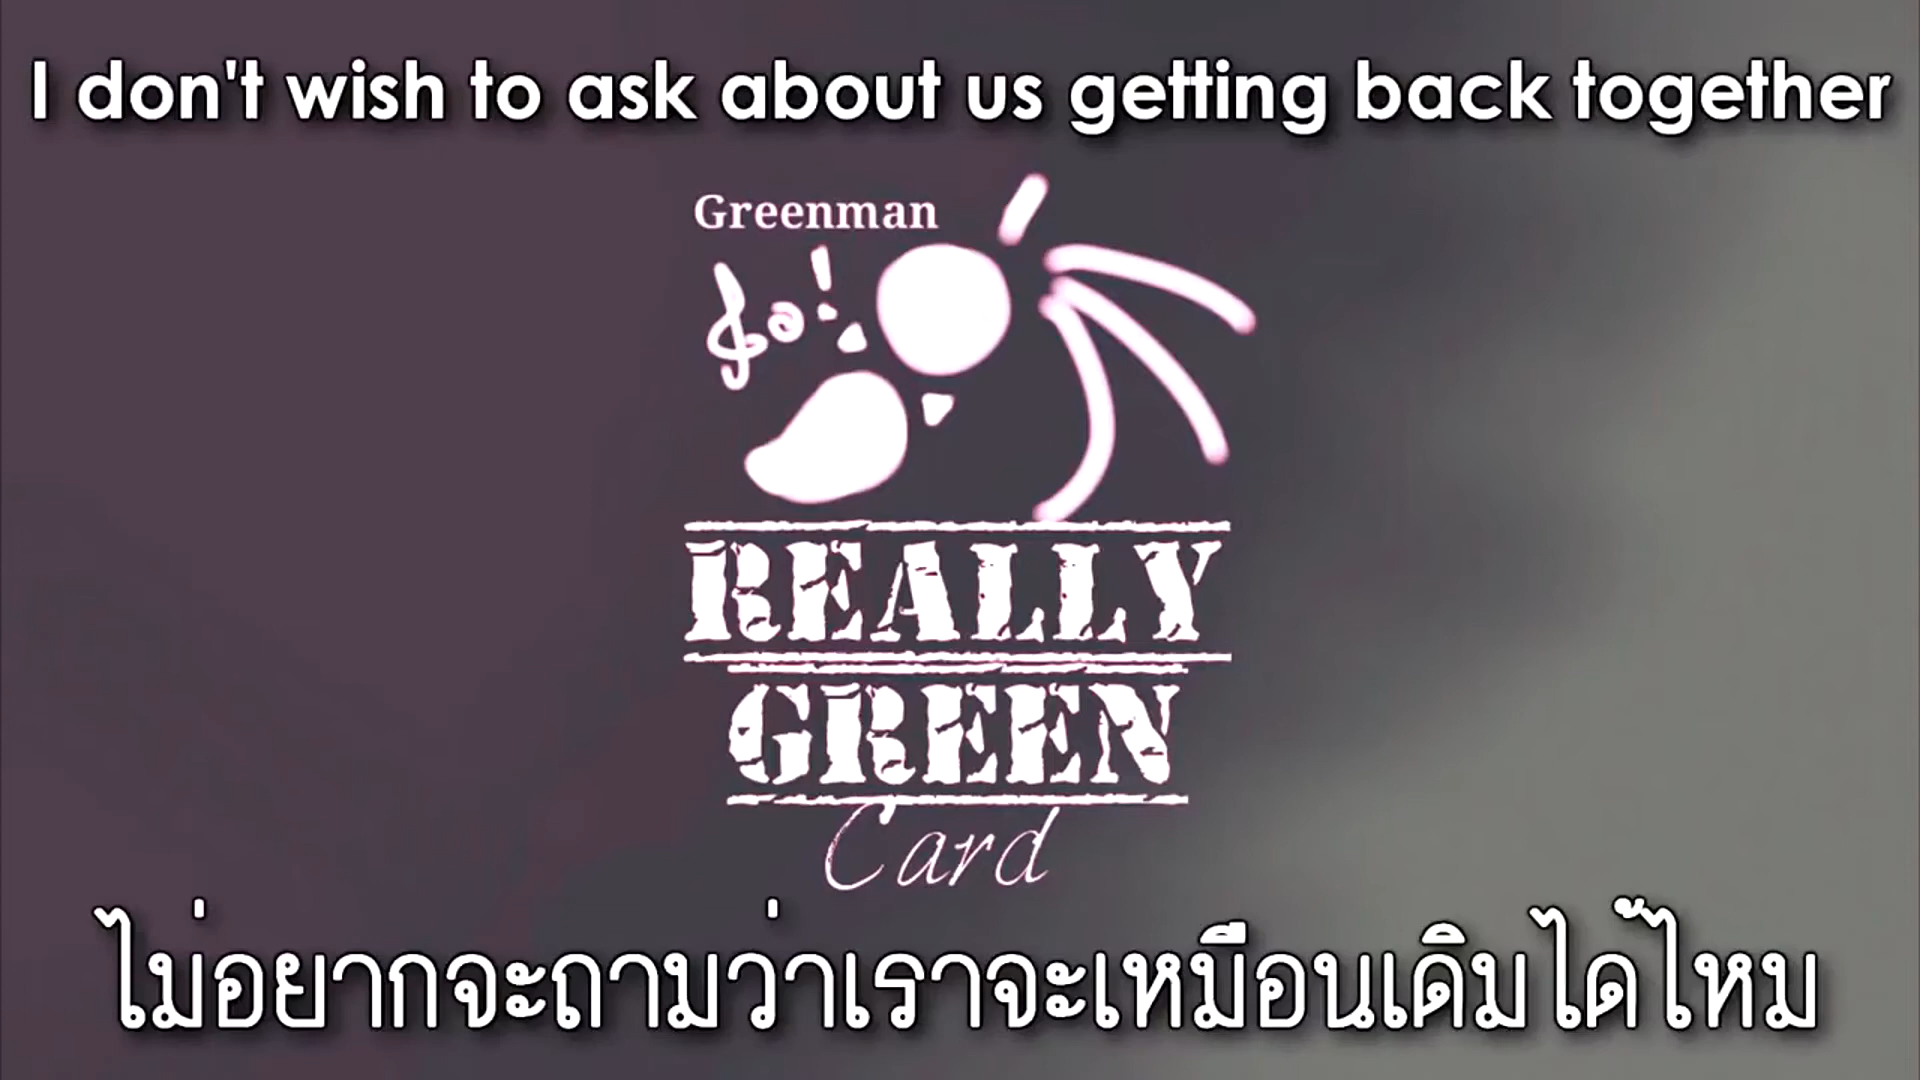 I don't wish to ask about us getting back together
Greenman
REALLY
GREEN
Card
ไม่อยากจะถามว่าเราจะเหมือนเดิมได้ไหม